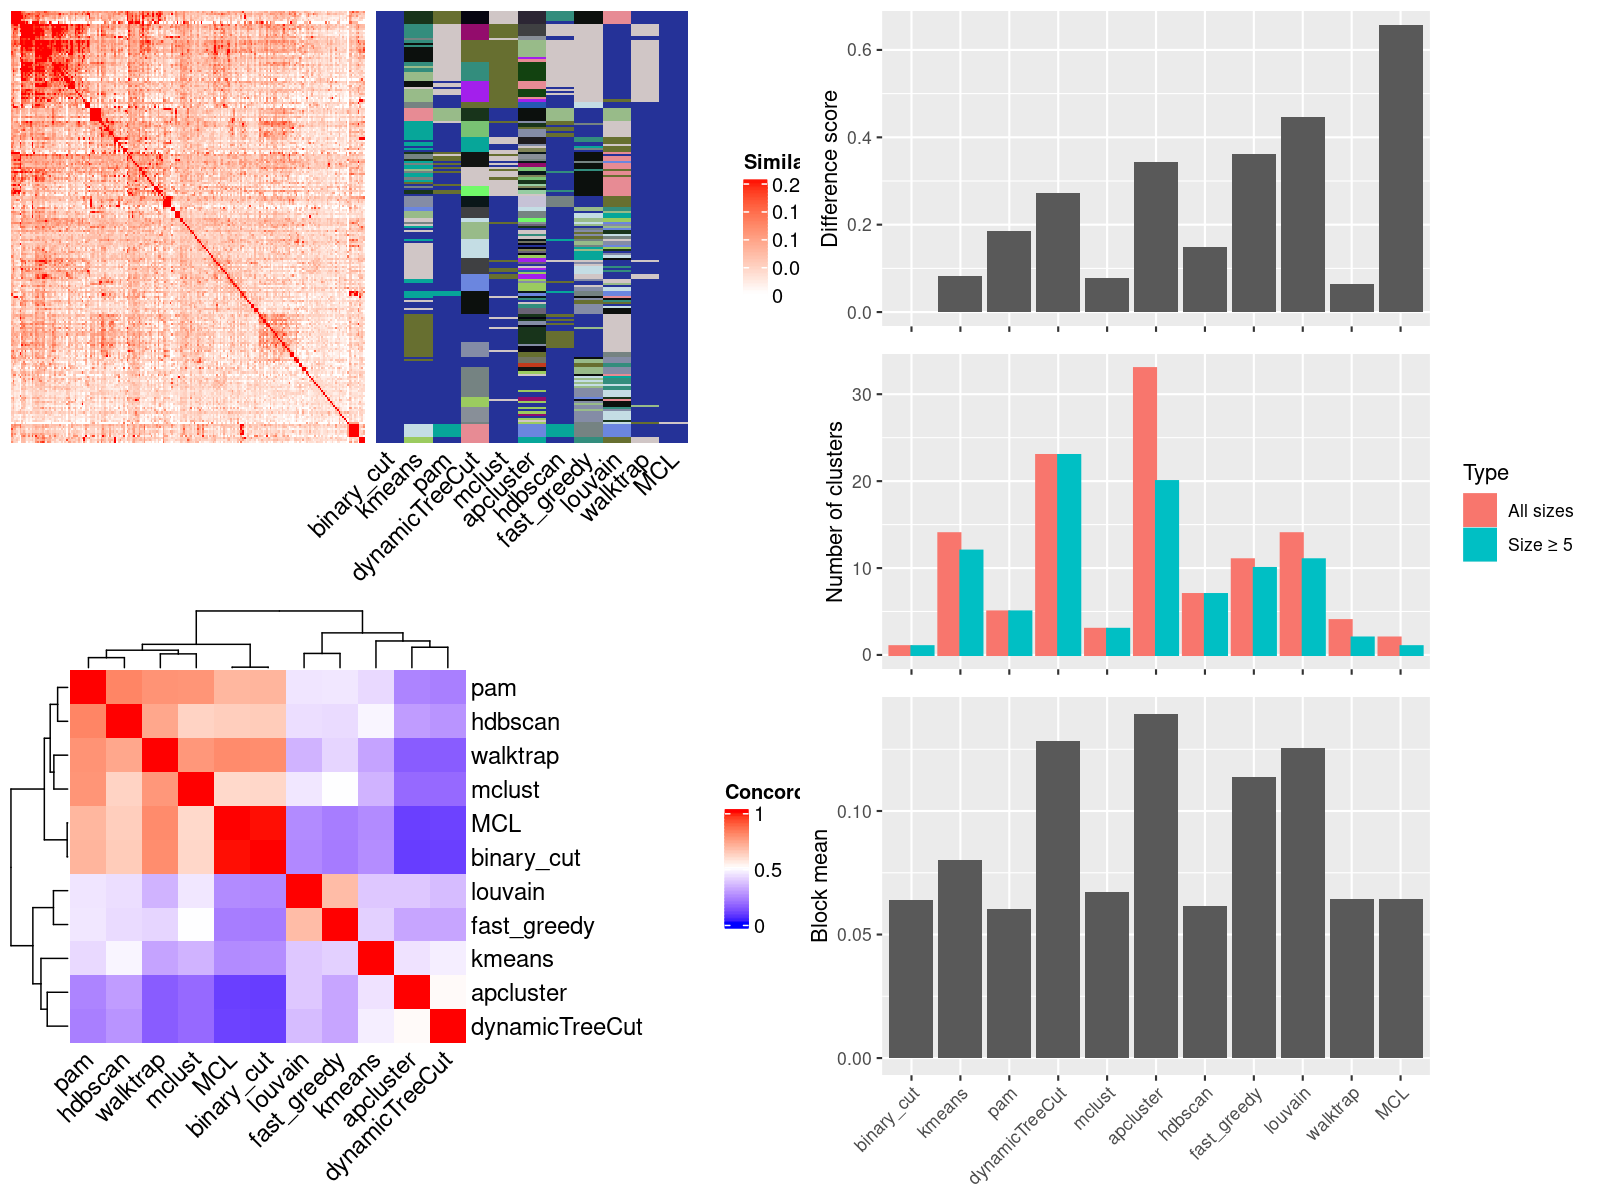 Simila
0.2
0.1
0.1
0.0
0
binary_cut
kmeans
pam
dynamicTreeCut
mclust
apcluster
hdbscan
fast_greedy
louvain
walktrap
MCL
pam
hdbscan
walktrap
mclust
MCL
binary_cut
louvain
fast_greedy
kmeans
apcluster
dynamicTreeCut
pam
hdbscan
walktrap
mclust
MCL
binary_cut
louvain
fast_greedy
kmeans
apcluster
dynamicTreeCut
Concord
1
0.5
0
Difference score
0.6
0.4
0.2
0.0
Number of clusters
30
20
10
0
Type
All sizes
Size ≥ 5
Block mean
0.10
0.05
0.00
binary_cut
kmeans
pam
dynamicTreeCut
mclust
apcluster
hdbscan
fast_greedy
louvain
walktrap
MCL